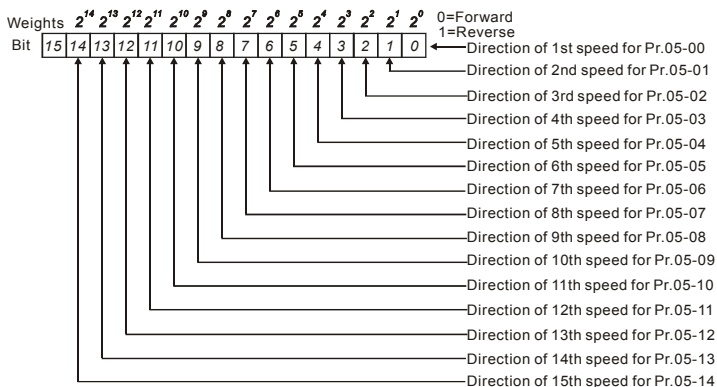 Weights 2^14 2^13 2^12 2^11 2^10 2^9 2^8 2^7 2^6 2^5 2^4 2^3 2^2 2^1 2^0 0=Forward
1=Reverse
Bit 15 14 13 12 11 10 9 8 7 6 5 4 3 2 1 0 Direction of 1st speed for Pr.05-00
Direction of 2nd speed for Pr.05-01
Direction of 3rd speed for Pr.05-02
Direction of 4th speed for Pr.05-03
Direction of 5th speed for Pr.05-04
Direction of 6th speed for Pr.05-05
Direction of 7th speed for Pr.05-06
Direction of 8th speed for Pr.05-07
Direction of 9th speed for Pr.05-08
Direction of 10th speed for Pr.05-09
Direction of 11th speed for Pr.05-10
Direction of 12th speed for Pr.05-11
Direction of 13th speed for Pr.05-12
Direction of 14th speed for Pr.05-13
Direction of 15th speed for Pr.05-14